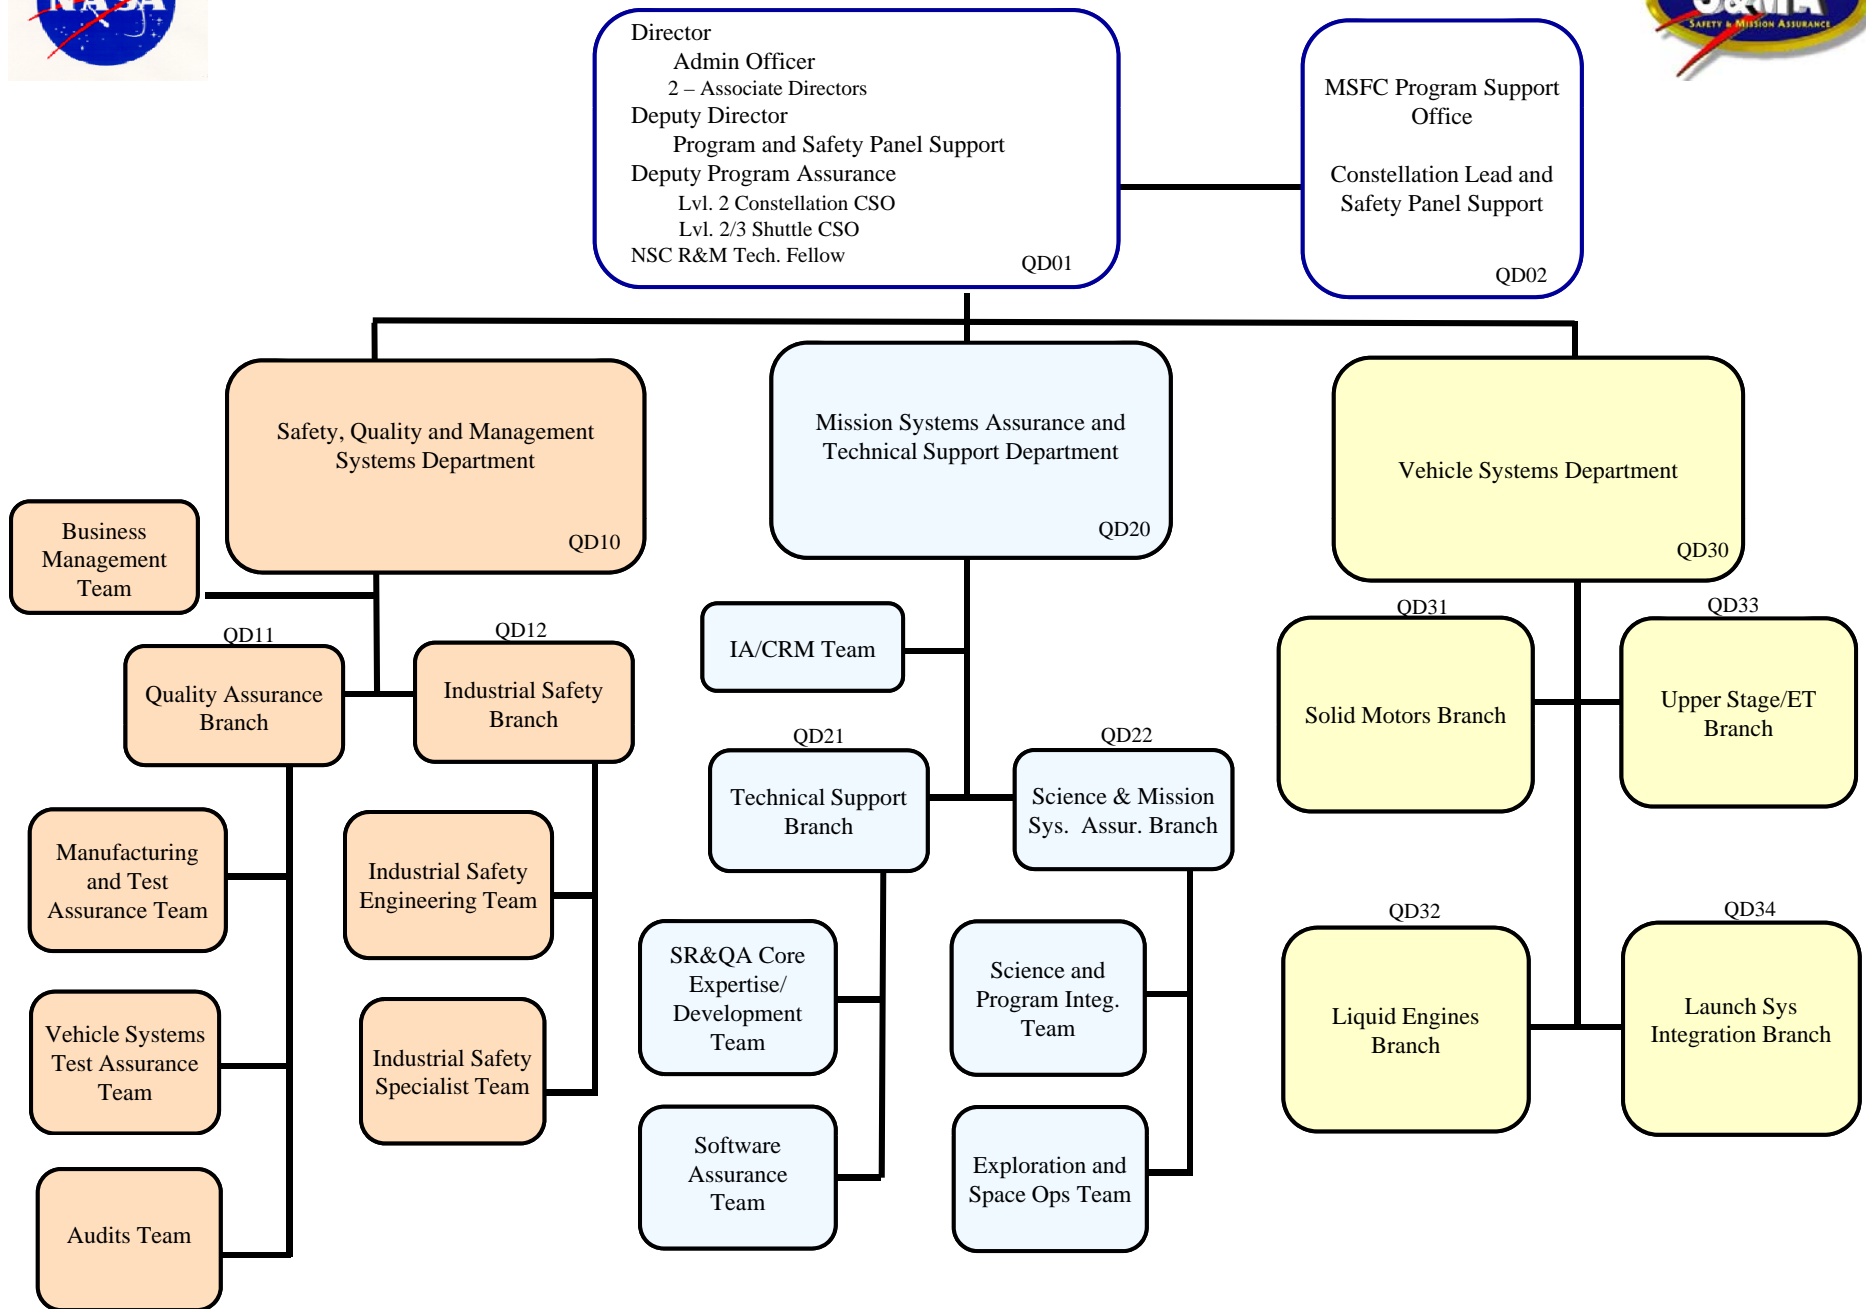 NASA
S&MA
SAFETY & MISSION ASSURANCE
Director
Admin Officer
2 – Associate Directors
Deputy Director
Program and Safety Panel Support
Deputy Program Assurance
Lvl. 2 Constellation CSO
Lvl. 2/3 Shuttle CSO
NSC R&M Tech. Fellow
QD01
MSFC Program Support
Office
Constellation Lead and
Safety Panel Support
QD02
Safety, Quality and Management
Systems Department
QD10
Mission Systems Assurance and
Technical Support Department
QD20
Vehicle Systems Department
QD30
Business
Management
Team
QD11
Quality Assurance
Branch
QD12
Industrial Safety
Branch
Manufacturing
and Test
Assurance Team
Vehicle Systems
Test Assurance
Team
Audits Team
Industrial Safety
Engineering Team
Industrial Safety
Specialist Team
IA/CRM Team
QD21
Technical Support
Branch
QD22
Science & Mission
Sys. Assur. Branch
SR&QA Core
Expertise/
Development
Team
Software
Assurance
Team
Science and
Program Integ.
Team
Exploration and
Space Ops Team
QD31
Solid Motors Branch
QD33
Upper Stage/ET
Branch
QD32
Liquid Engines
Branch
QD34
Launch Sys
Integration Branch